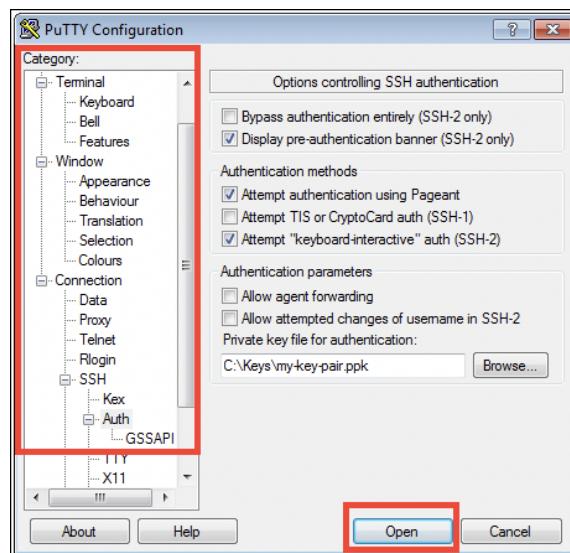 PuTTY Configuration
Category:
Terminal
Keyboard
Bell
Features
Window
Appearance
Behaviour
Translation
Selection
Colours
Connection
Data
Proxy
Telnet
Rlogin
SSH
Kex
Auth
GSSAPI
TTY
X11
Options controlling SSH authentication
Bypass authentication entirely (SSH-2 only)
Display pre-authentication banner (SSH-2 only)
Authentication methods
Attempt authentication using Pageant
Attempt TIS or CryptoCard auth (SSH-1)
Attempt "keyboard-interactive" auth (SSH-2)
Authentication parameters
Allow agent forwarding
Allow attempted changes of username in SSH-2
Private key file for authentication:
C:\Keys\my-key-pair.ppk
Browse...
About
Help
Open
Cancel